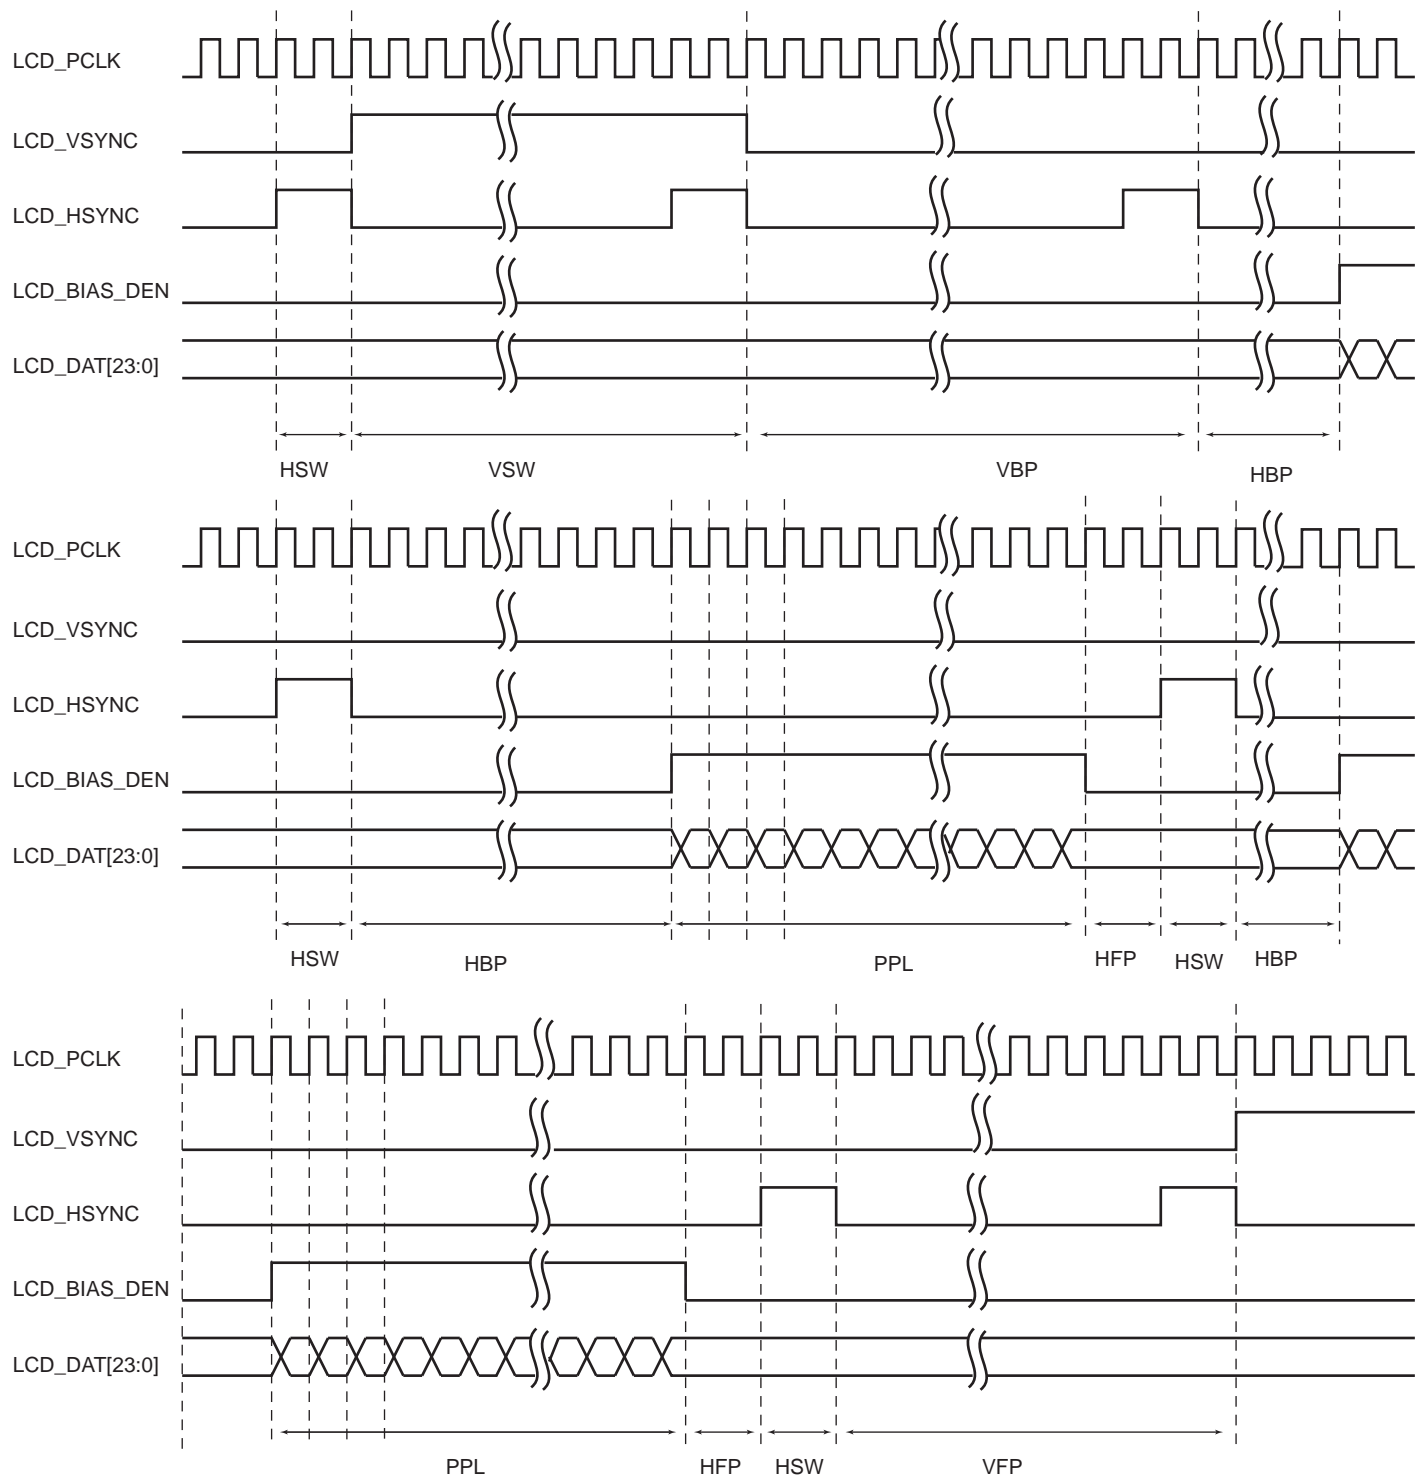 LCD_PCLK
LCD_VSYNC
LCD_HSYNC
LCD_BIAS_DEN
LCD_DAT[23:0]
HSW VSW VBP HBP
LCD_PCLK
LCD_VSYNC
LCD_HSYNC
LCD_BIAS_DEN
LCD_DAT[23:0]
HSW HBP PPL HFP HSW HBP
LCD_PCLK
LCD_VSYNC
LCD_HSYNC
LCD_BIAS_DEN
LCD_DAT[23:0]
PPL HFP HSW VFP